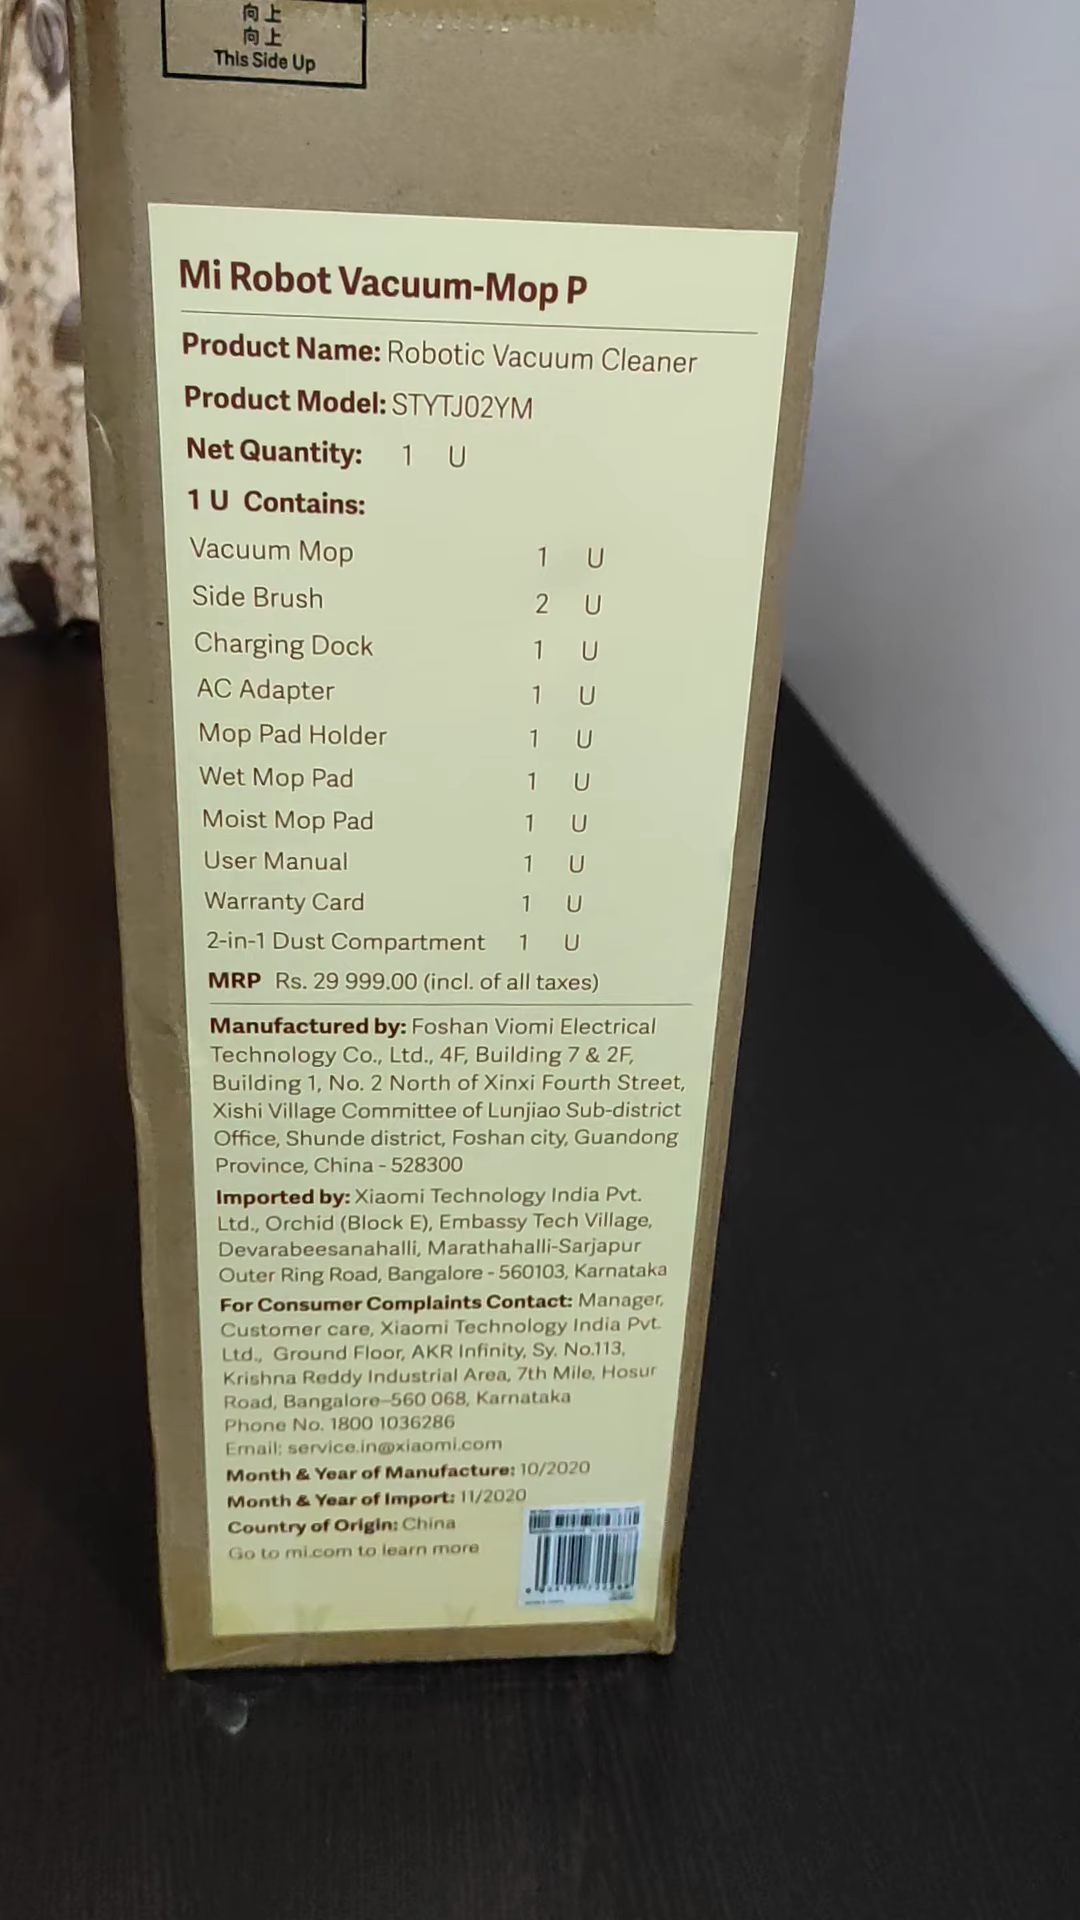 向上
向上
This Side Up
Mi Robot Vacuum-Mop P
Product Name: Robotic Vacuum Cleaner
Product Model: STYTJ02YM
Net Quantity: 1 U
1 U Contains:
Vacuum Mop 1 U
Side Brush 2 U
Charging Dock 1 U
AC Adapter 1 U
Mop Pad Holder 1 U
Wet Mop Pad 1 U
Moist Mop Pad 1 U
User Manual 1 U
Warranty Card 1 U
2-in-1 Dust Compartment 1 U
MRP Rs. 29 999.00 (incl. of all taxes)
Manufactured by: Foshan Viomi Electrical
Technology Co., Ltd., 4F, Building 7 & 2F,
Building 1, No. 2 North of Xinxi Fourth Street,
Xishi Village Committee of Lunjiao Sub-district
Office, Shunde district, Foshan city, Guandong
Province, China - 528300
Imported by: Xiaomi Technology India Pvt.
Ltd., Orchid (Block E), Embassy Tech Village,
Devarabeesanahalli, Marathahalli-Sarjapur
Outer Ring Road, Bangalore - 560103, Karnataka
For Consumer Complaints Contact: Manager,
Customer care, Xiaomi Technology India Pvt.
Ltd., Ground Floor, AKR Infinity, Sy. No.113,
Krishna Reddy Industrial Area, 7th Mile, Hosur
Road, Bangalore-560 068, Karnataka
Phone No. 1800 1036286
Email: service.in@xiaomi.com
Month & Year of Manufacture: 10/2020
Month & Year of Import: 11/2020
Country of Origin: China
Go to mi.com to learn more